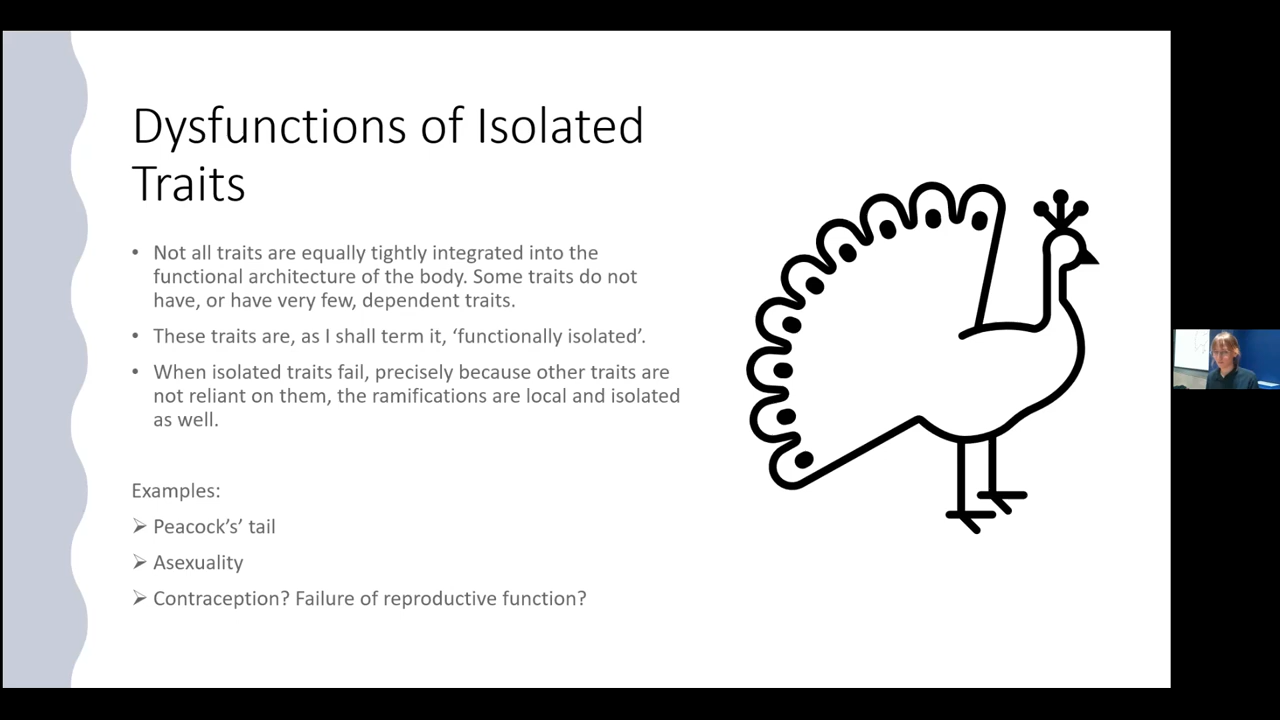 Dysfunctions of Isolated
Traits
• Not all traits are equally tightly integrated into the
functional architecture of the body. Some traits do not
have, or have very few, dependent traits.
• These traits are, as I shall term it, ‘functionally isolated’.
• When isolated traits fail, precisely because other traits are
not reliant on them, the ramifications are local and isolated
as well.
Examples:
➢ Peacock’s’ tail
➢ Asexuality
➢ Contraception? Failure of reproductive function?